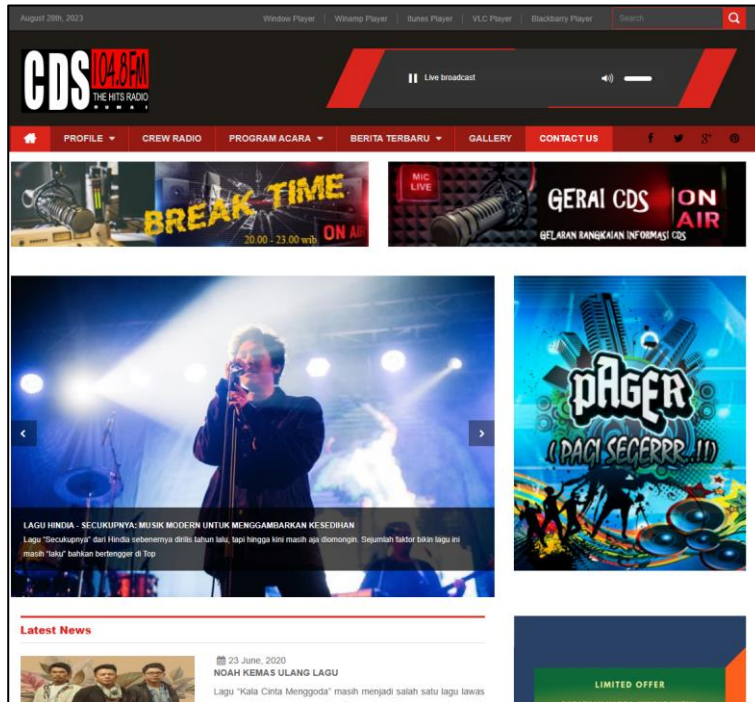 August 28th, 2023
Window Player
Winamp Player
Itunes Player
VLC Player
Blackbarry Player
Search
CDS 104.8 FM
THE HITS RADIO
DUMAI
Live broadcast
PROFILE
CREW RADIO
PROGRAM ACARA
BERITA TERBARU
GALLERY
CONTACT US
BREAK TIME
20.00 - 23.00 wib
ON AIR
MIC
LIVE
GERAI CDS
ON
AIR
GELARAN RANGKAIAN INFORMASI CDS
LAGU HINDIA - SECUKUPNYA: MUSIK MODERN UNTUK MENGGAMBARKAN KESEDIHAN
Lagu "Secukupnya" dari Hindia sebenernya dirilis tahun lalu, tapi hingga kini masih aja diomongin. Sejumlah faktor bikin lagu ini
masih "laku" bahkan bertengger di Top
PAGER
(PAGI SEGERRR..!!)
Latest News
23 June, 2020
NOAH KEMAS ULANG LAGU
Lagu "Kala Cinta Menggoda" masih menjadi salah satu lagu lawas
LIMITED OFFER